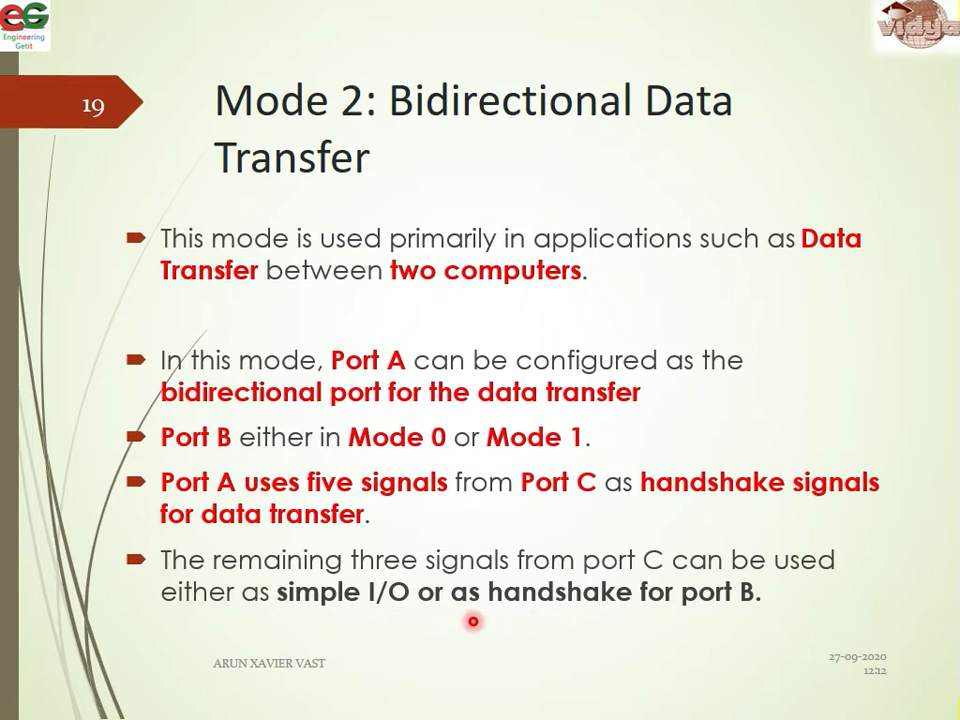 eG
Engineering
Getit
vidya
19
Mode 2: Bidirectional Data
Transfer
This mode is used primarily in applications such as Data
Transfer between two computers.
In this mode, Port A can be configured as the
bidirectional port for the data transfer
Port B either in Mode 0 or Mode 1.
Port A uses five signals from Port C as handshake signals
for data transfer.
The remaining three signals from port C can be used
either as simple I/O or as handshake for port B.
ARUN XAVIER VAST
27-09-2020
12:12